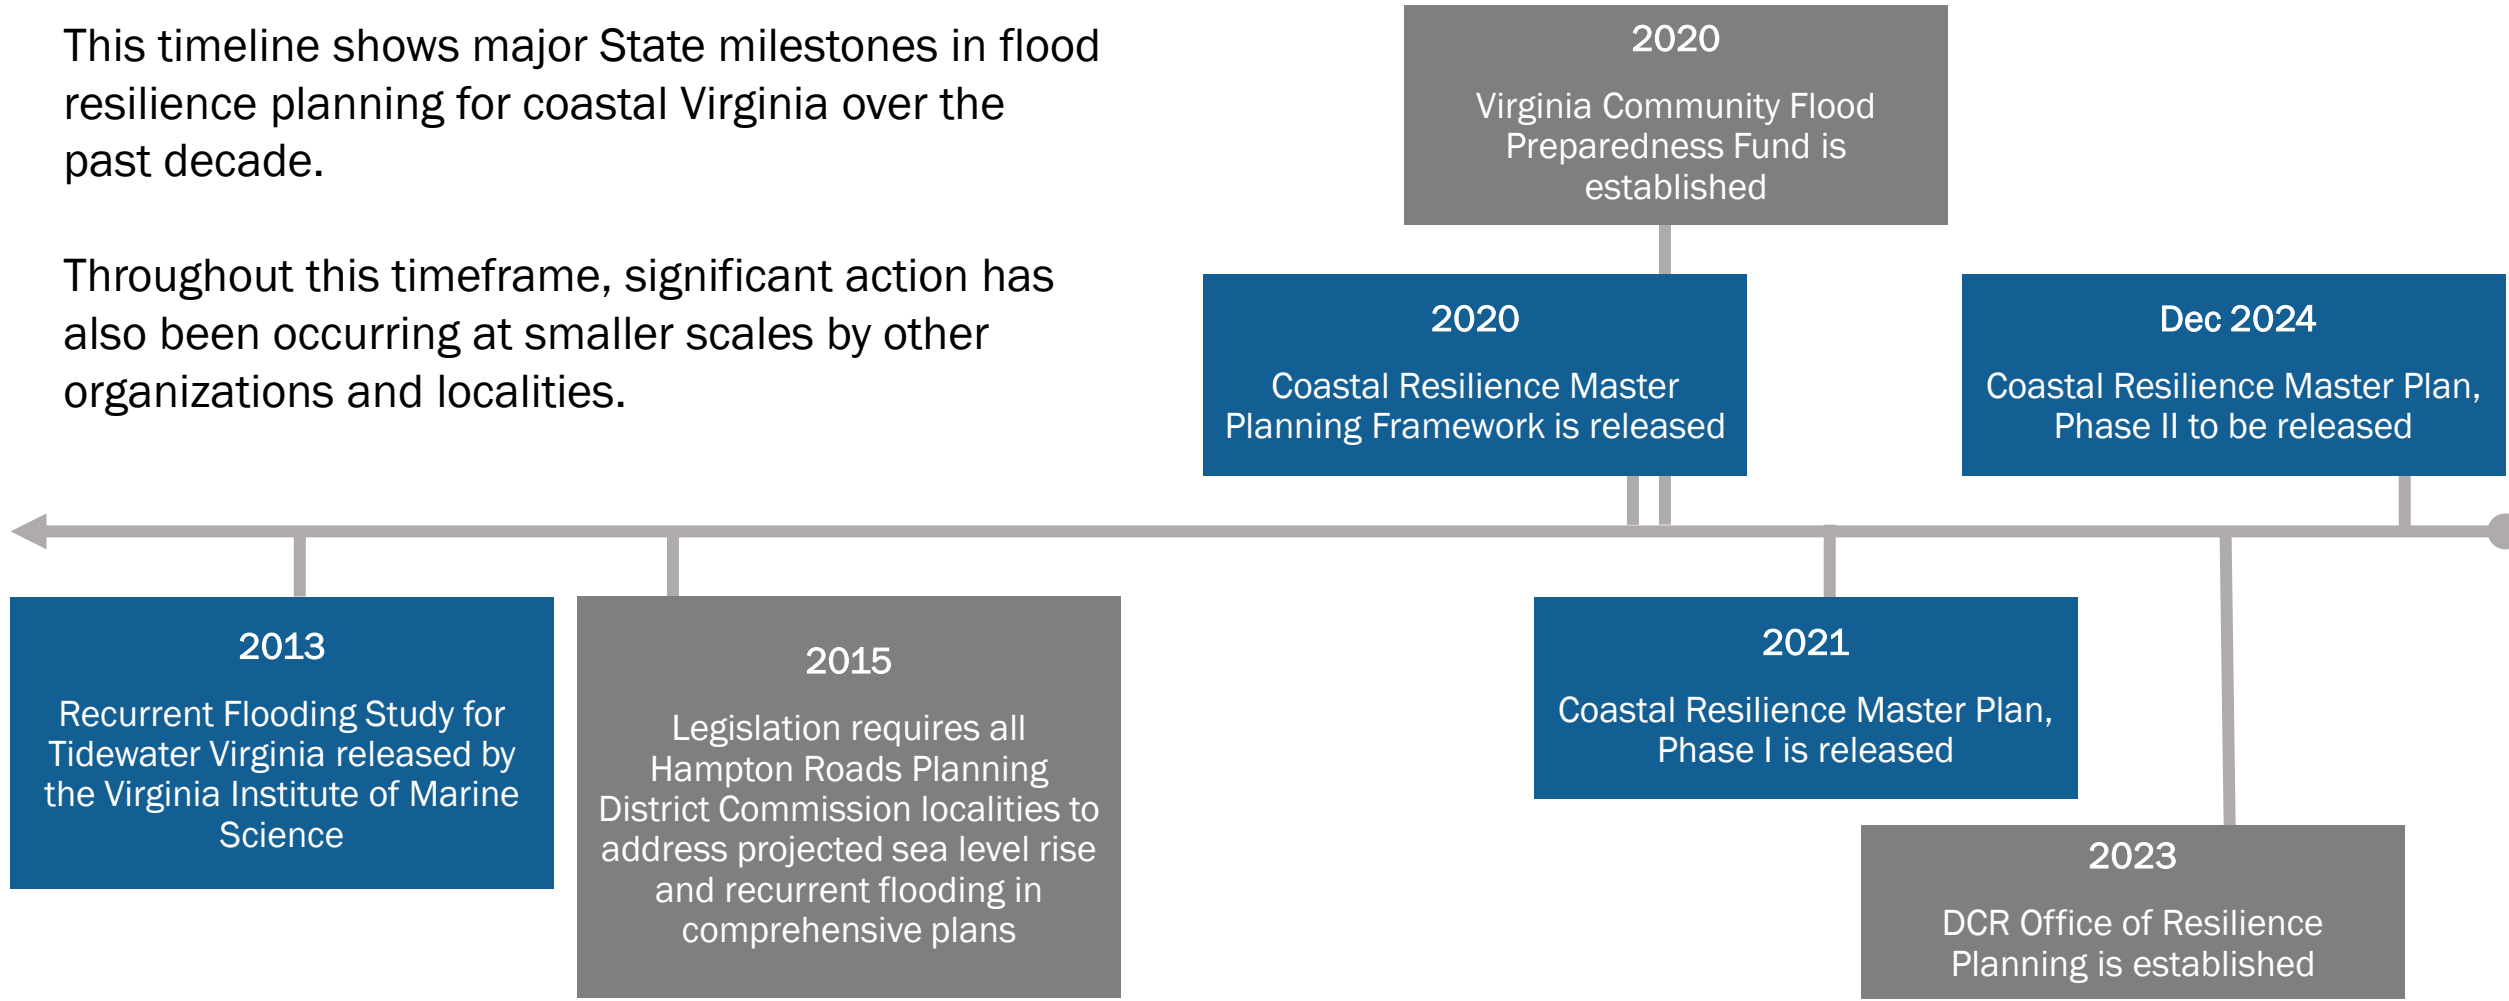 This timeline shows major State milestones in flood
resilience planning for coastal Virginia over the
past decade.
Throughout this timeframe, significant action has
also been occurring at smaller scales by other
organizations and localities.
2020
Virginia Community Flood
Preparedness Fund is
established
2020
Coastal Resilience Master
Planning Framework is released
Dec 2024
Coastal Resilience Master Plan,
Phase II to be released
2013
Recurrent Flooding Study for
Tidewater Virginia released by
the Virginia Institute of Marine
Science
2015
Legislation requires all
Hampton Roads Planning
District Commission localities to
address projected sea level rise
and recurrent flooding in
comprehensive plans
2021
Coastal Resilience Master Plan,
Phase I is released
2023
DCR Office of Resilience
Planning is established